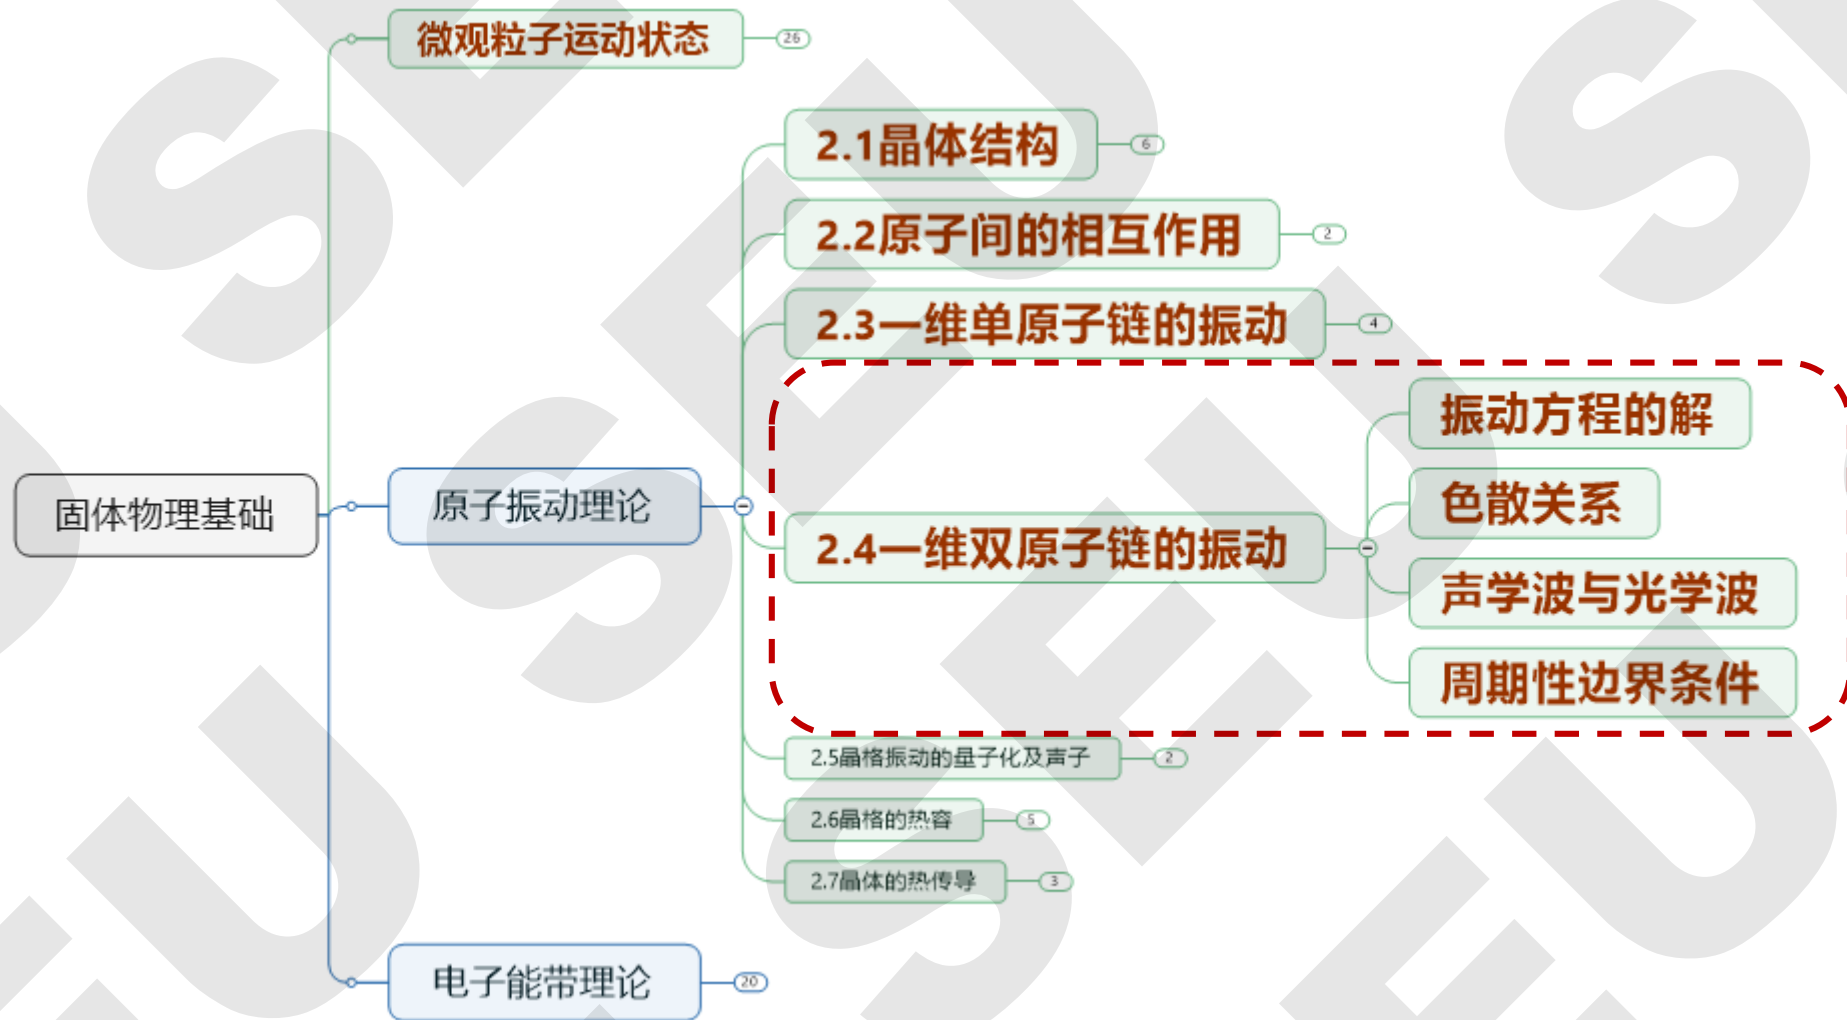 微观粒子运动状态
26
2.1晶体结构
6
2.2原子间的相互作用
2
2.3一维单原子链的振动
4
固体物理基础
原子振动理论
2.4一维双原子链的振动
振动方程的解
色散关系
声学波与光学波
周期性边界条件
2.5晶格振动的量子化及声子
2
2.6晶格的热容
5
2.7晶体的热传导
3
电子能带理论
20
SEU
SEU
SEU
SEU